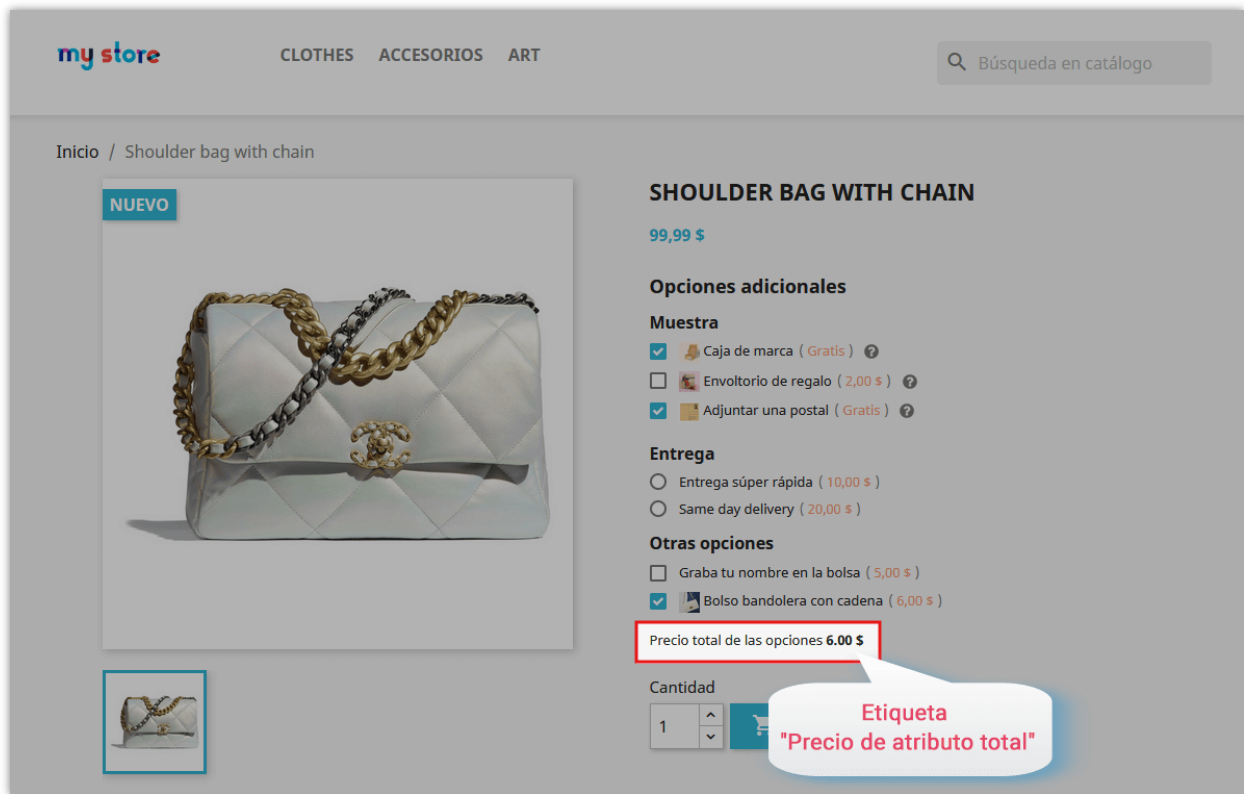 my store
CLOTHES ACCESORIOS ART
Búsqueda en catálogo
Inicio / Shoulder bag with chain
NUEVO
SHOULDER BAG WITH CHAIN
99,99 $
Opciones adicionales
Muestra
Caja de marca ( Gratis )
Envoltorio de regalo ( 2,00 $ )
Adjuntar una postal ( Gratis )
Entrega
Entrega súper rápida ( 10,00 $ )
Same day delivery ( 20,00 $ )
Otras opciones
Graba tu nombre en la bolsa ( 5,00 $ )
Bolso bandolera con cadena ( 6,00 $ )
Precio total de las opciones 6.00 $
Cantidad
1
Etiqueta
"Precio de atributo total"